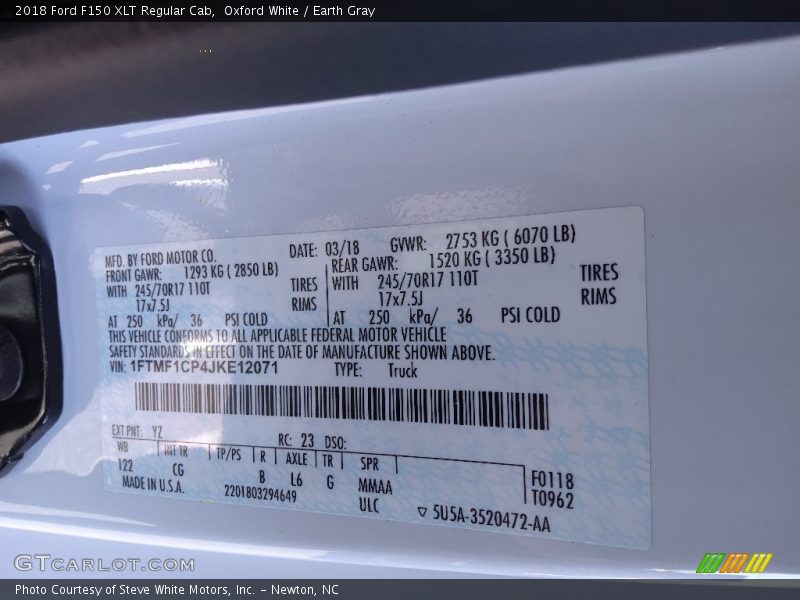 2018 Ford F150 XLT Regular Cab,  Oxford White / Earth Gray
MFD. BY FORD MOTOR CO.
DATE: 03/18 GVWR: 2753 KG ( 6070 LB)
FRONT GAWR: 1293 KG ( 2850 LB)
WITH 245/70R17 110T TIRES
17x7.5J RIMS
AT 250 kPa/ 36 PSI COLD
REAR GAWR: 1520 KG ( 3350 LB)
WITH 245/70R17 110T TIRES
17x7.5J RIMS
AT 250 kPa/ 36 PSI COLD
THIS VEHICLE CONFORMS TO ALL APPLICABLE FEDERAL MOTOR VEHICLE
SAFETY STANDARDS IN EFFECT ON THE DATE OF MANUFACTURE SHOWN ABOVE.
VIN: 1FTMF1CP4JKE12071 TYPE: Truck
EXT PNT: YZ RC: 23 DSO:
WB INT TR TP/PS R AXLE TR SPR
122 CG B L6 G MMAA F0118
MADE IN U.S.A. 2201803294649 ULC T0962
▽ 5U5A-3520472-AA
GTCARLOT.COM
Photo Courtesy of Steve White Motors, Inc. – Newton, NC